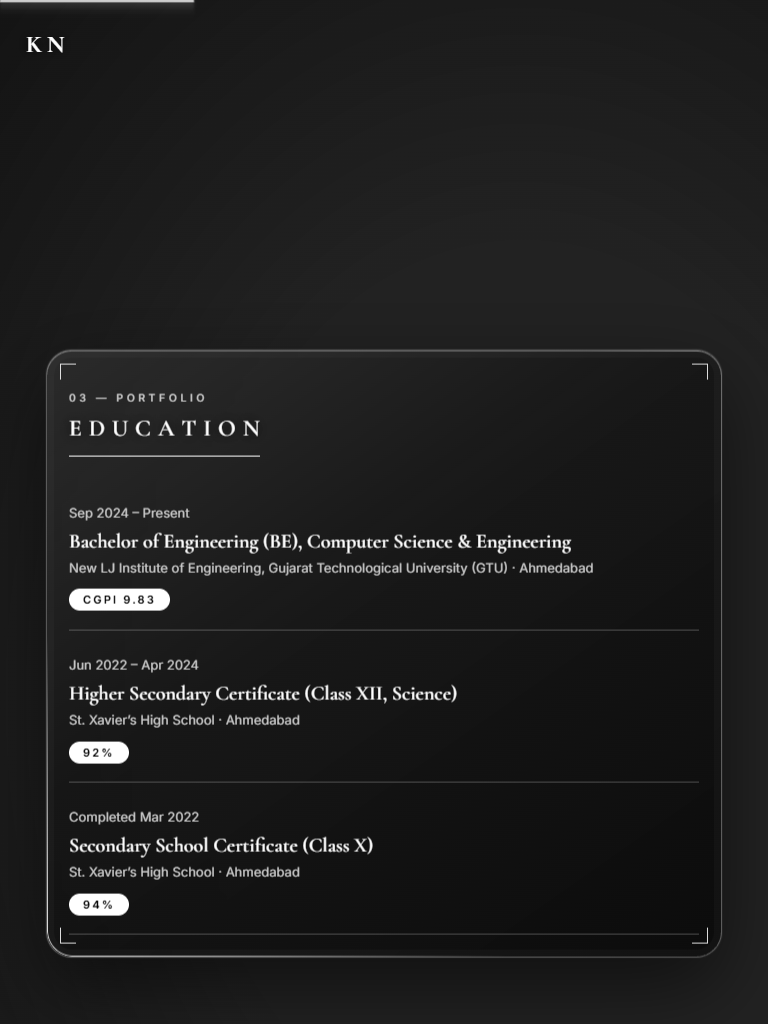 KN
03 — PORTFOLIO
EDUCATION
Sep 2024 – Present
Bachelor of Engineering (BE), Computer Science & Engineering
New LJ Institute of Engineering, Gujarat Technological University (GTU) · Ahmedabad
CGPI 9.83
Jun 2022 – Apr 2024
Higher Secondary Certificate (Class XII, Science)
St. Xavier’s High School · Ahmedabad
92%
Completed Mar 2022
Secondary School Certificate (Class X)
St. Xavier’s High School · Ahmedabad
94%